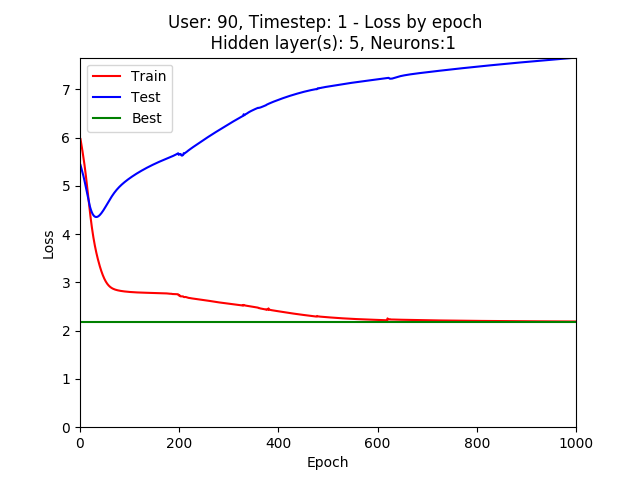 User: 90, Timestep: 1 - Loss by epoch
Hidden layer(s): 5, Neurons:1
Train
Test
Best
7
6
5
4
3
2
1
0
Loss
0 200 400 600 800 1000
Epoch